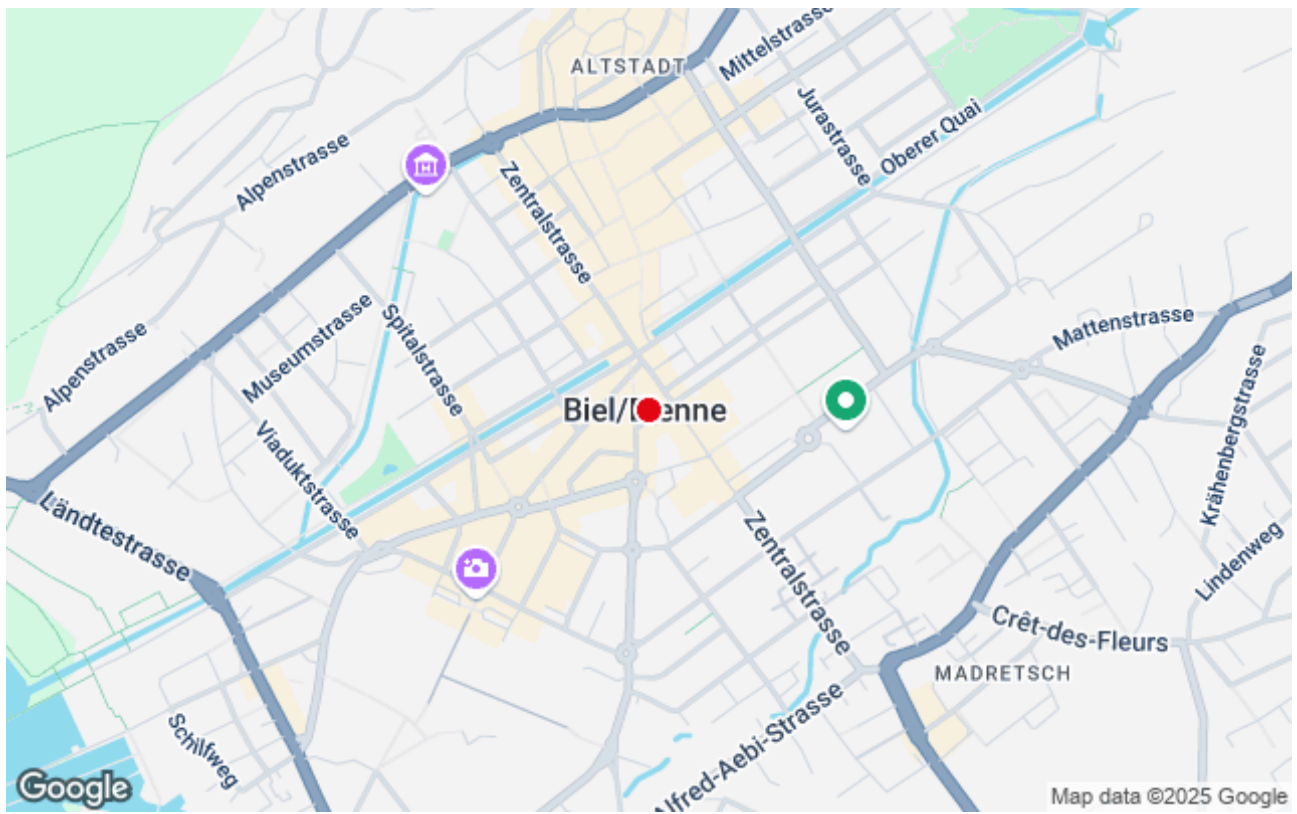 ALTSTADT
Mittelstrasse
Jurastrasse
Oberer Quai
Alpenstrasse
Zentralstrasse
Museumstrasse
Spitalstrasse
Alpenstrasse
Mattenstrasse
Krähenbergstrasse
Biel/
enne
Viaduktstrasse
Ländtestrasse
Zentralstrasse
Lindenweg
Crêt-des-Fleurs
MADRETSCH
Schilfweg
Alfred-Aebi-Strasse
Google
Map data ©2025 Google